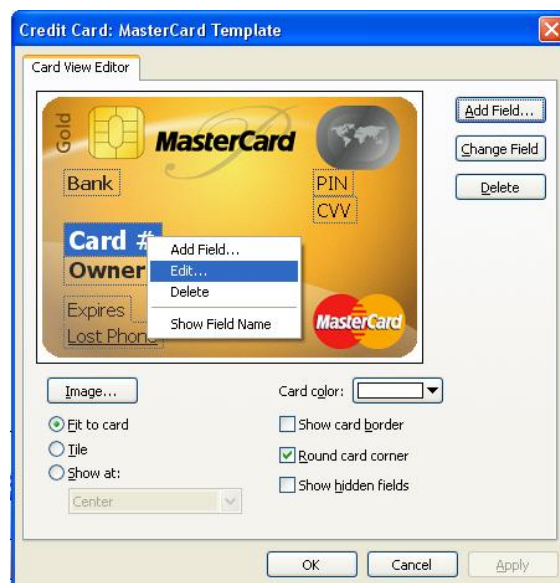 Credit Card: MasterCard Template
Card View Editor
Gold
MasterCard
Bank
PIN
CVV
Card #
Owner
Expires
Lost Phone
MasterCard
Add Field...
Edit...
Delete
Show Field Name
Add Field...
Change Field
Delete
Image...
Card color:
Fit to card
Show card border
Tile
Round card corner
Show at:
Show hidden fields
Center
OK
Cancel
Apply